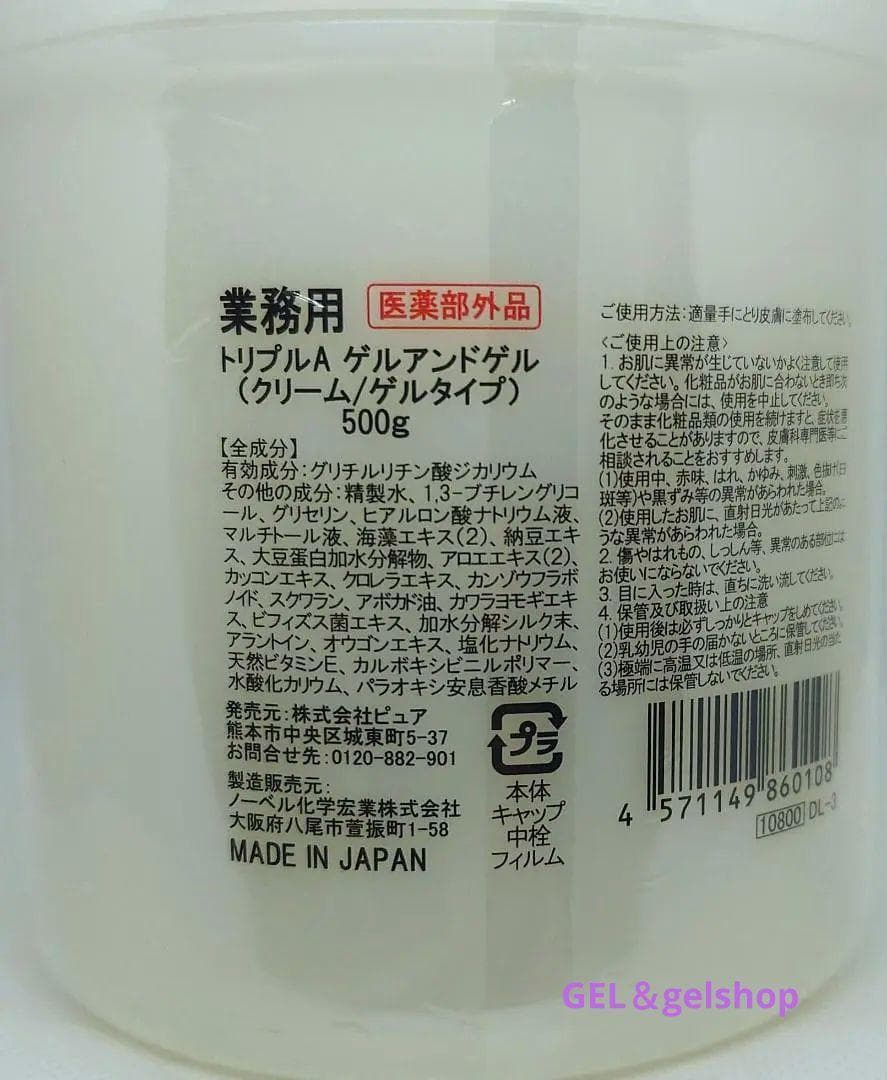 業務用 医薬部外品
トリプルA ゲルアンドゲル
(クリーム/ゲルタイプ)
500g
【全成分】
有効成分:グリチルリチン酸ジカリウム
その他の成分:精製水、1,3-ブチレングリコ
ール、グリセリン、ヒアルロン酸ナトリウム液、
マルチトール液、海藻エキス(2)、納豆エキ
ス、大豆蛋白加水分解物、アロエエキス(2)、
カッコンエキス、クロレラエキス、カンゾウフラボ
ノイド、スクワラン、アボカド油、カワラヨモギエキ
ス、ビフィズス菌エキス、加水分解シルク末、
アラントイン、オウゴンエキス、塩化ナトリウム、
天然ビタミンE、カルボキシビニルポリマー、
水酸化カリウム、パラオキシ安息香酸メチル
発売元:株式会社ピュア
熊本市中央区城東町5-37
お問合せ先:0120-882-901
製造販売元:
ノーベル化学宏業株式会社
大阪府八尾市萱振町1-58
MADE IN JAPAN
プラ
本体
キャップ
中栓
フィルム
ご使用方法:適量手にとり皮膚に塗布してください。
〈ご使用上の注意〉
1. お肌に異常が生じていないかよく注意して使用
してください。化粧品がお肌に合わないとき即ち次
のような場合には、使用を中止してください。
そのまま化粧品類の使用を続けますと、症状を悪
化させることがありますので、皮膚科専門医等にご
相談されることをおすすめします。
(1)使用中、赤味、はれ、かゆみ、刺激、色抜け(白
斑等)や黒ずみ等の異常があらわれた場合。
(2)使用したお肌に、直射日光があたって上記のよ
うな異常があらわれた場合。
2. 傷やはれもの、しっしん等、異常のある部位には
お使いにならないでください。
3. 目に入った時は、直ちに洗い流してください。
4. 保管及び取扱い上の注意
(1)使用後は必ずしっかりとキャップをしめてください。
(2)乳幼児の手の届かないところに保管してください。
(3)極端に高温又は低温の場所、直射日光の当た
る場所には保管しないでください。
4 571149 860108
10800 DL-3
GEL＆gelshop